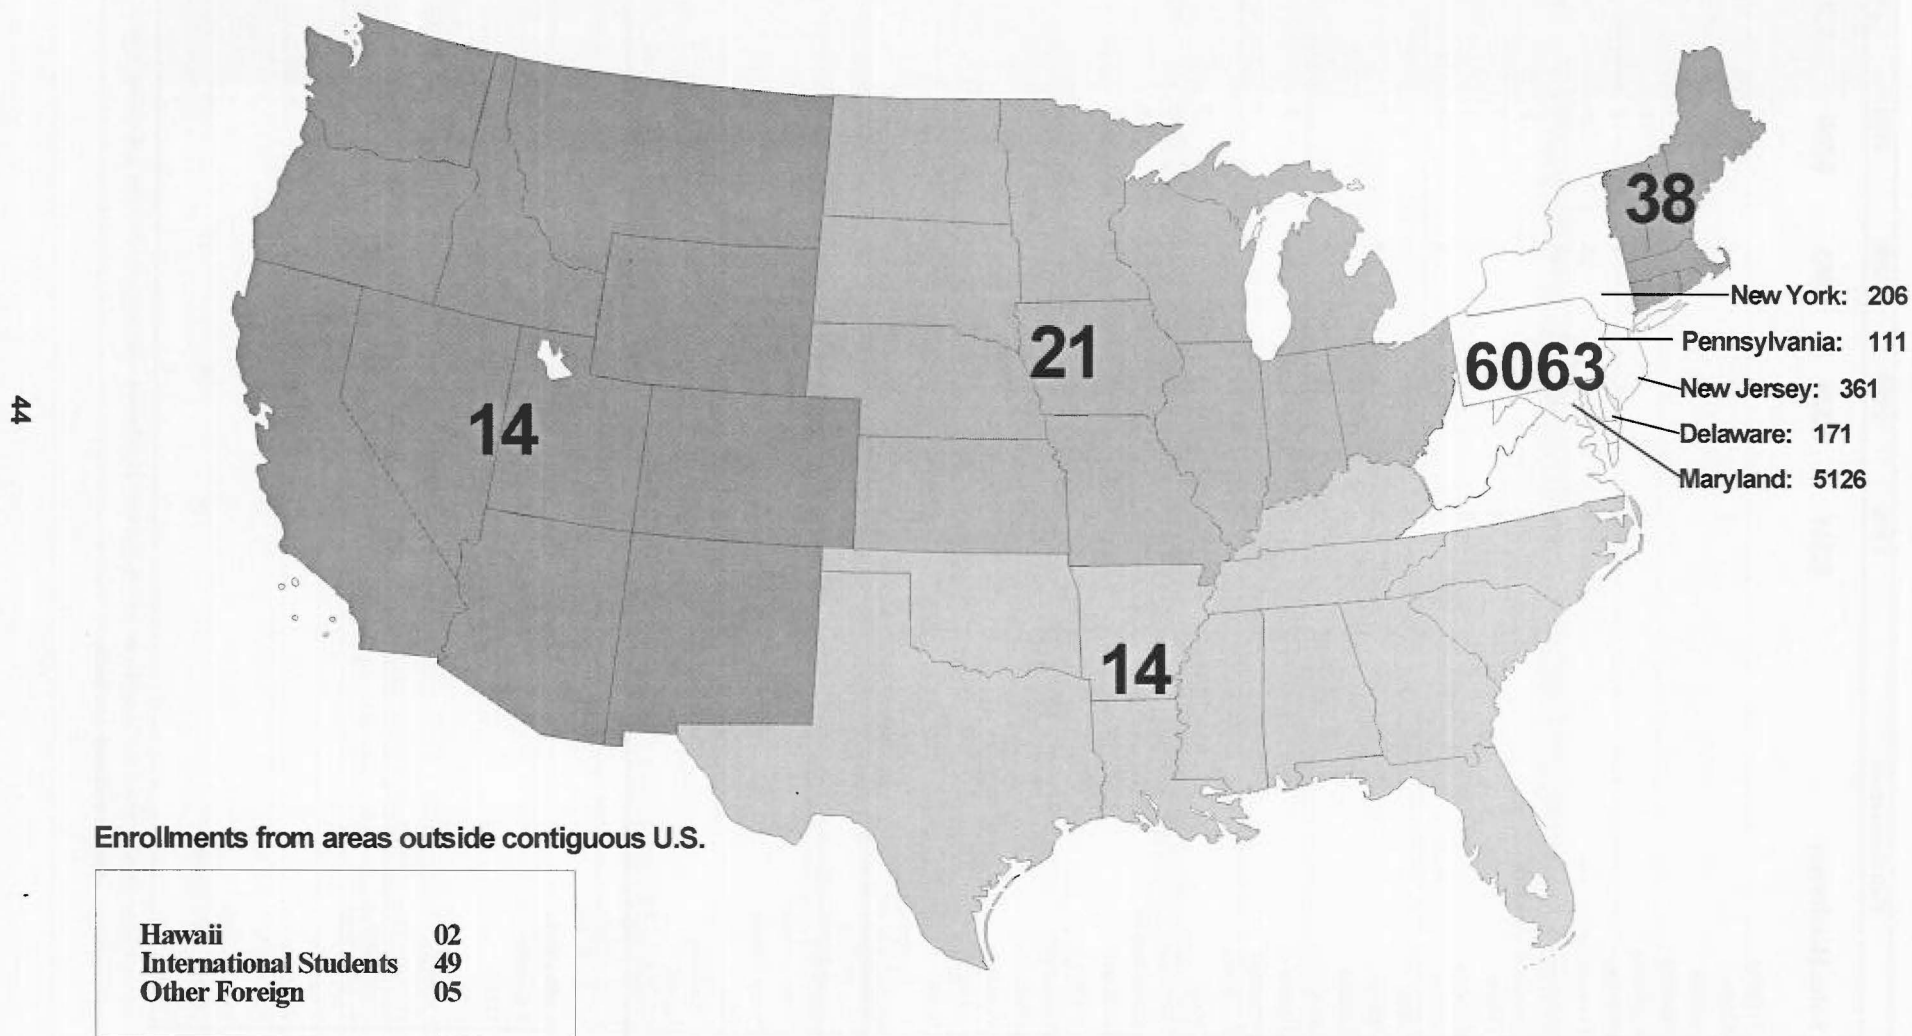 38
New York: 206
21
6063
Pennsylvania: 111
New Jersey: 361
14
Delaware: 171
Maryland: 5126
44
14
Enrollments from areas outside contiguous U.S.
Hawaii 02
International Students 49
Other Foreign 05